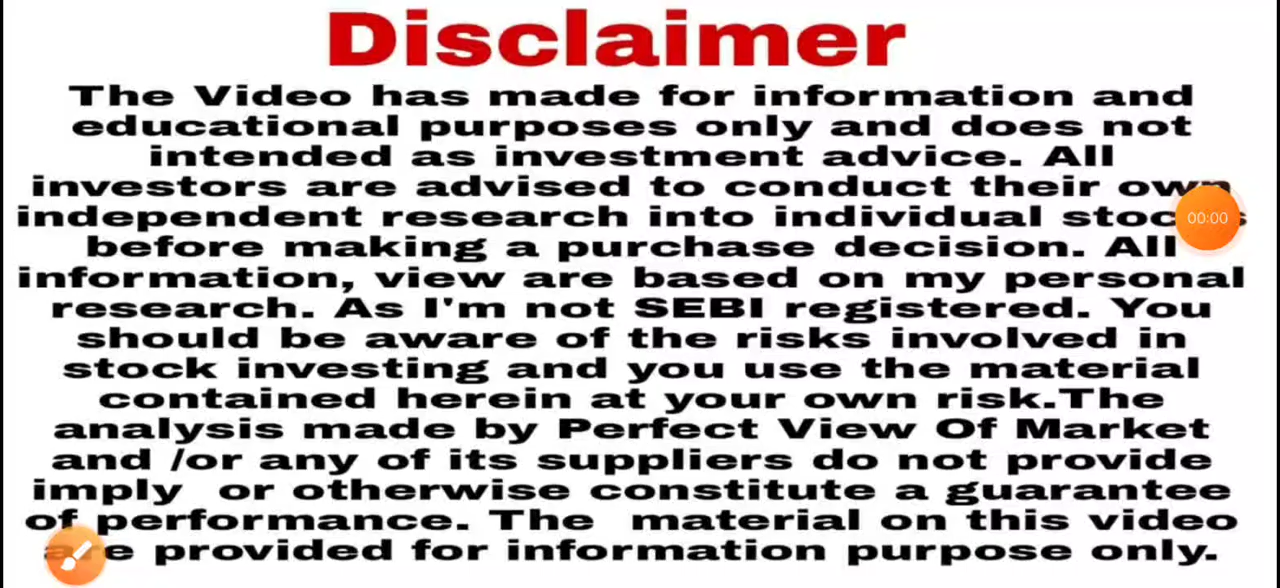 Disclaimer
The Video has made for information and
educational purposes only and does not
intended as investment advice. All
investors are advised to conduct their own
independent research into individual stocks
before making a purchase decision. All
information, view are based on my personal
research. As I'm not SEBI registered. You
should be aware of the risks involved in
stock investing and you use the material
contained herein at your own risk.The
analysis made by Perfect View Of Market
and /or any of its suppliers do not provide
imply or otherwise constitute a guarantee
of performance. The material on this video
are provided for information purpose only.
00:00